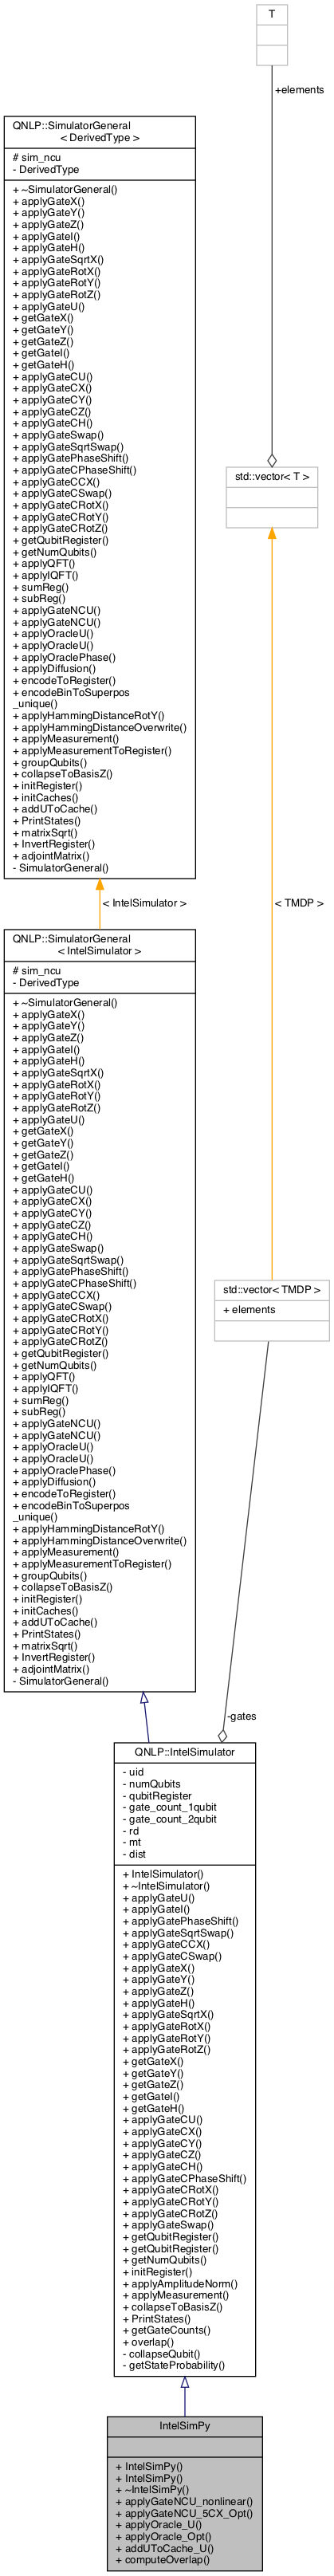 T
+elements
QNLP::SimulatorGeneral
< DerivedType >
# sim_ncu
- DerivedType
+ ~SimulatorGeneral()
+ applyGateX()
+ applyGateY()
+ applyGateZ()
+ applyGateI()
+ applyGateH()
+ applyGateSqrtX()
+ applyGateRotX()
+ applyGateRotY()
+ applyGateRotZ()
+ applyGateU()
+ getGateX()
+ getGateY()
+ getGateZ()
+ getGateI()
+ getGateH()
+ applyGateCU()
+ applyGateCX()
+ applyGateCY()
+ applyGateCZ()
+ applyGateCH()
+ applyGateSwap()
+ applyGateSqrtSwap()
+ applyGatePhaseShift()
+ applyGateCPhaseShift()
+ applyGateCCX()
+ applyGateCSwap()
+ applyGateCRotX()
+ applyGateCRotY()
+ applyGateCRotZ()
+ getQubitRegister()
+ getNumQubits()
+ applyQFT()
+ applyIQFT()
+ sumReg()
+ subReg()
+ applyGateNCU()
+ applyGateNCU()
+ applyOracleU()
+ applyOracleU()
+ applyOraclePhase()
+ applyDiffusion()
+ encodeToRegister()
+ encodeBinToSuperpos
_unique()
+ applyHammingDistanceRotY()
+ applyHammingDistanceOverwrite()
+ applyMeasurement()
+ applyMeasurementToRegister()
+ groupQubits()
+ collapseToBasisZ()
+ initRegister()
+ initCaches()
+ addUToCache()
+ PrintStates()
+ matrixSqrt()
+ InvertRegister()
+ adjointMatrix()
- SimulatorGeneral()
std::vector< T >
< IntelSimulator >
< TMDP >
QNLP::SimulatorGeneral
< IntelSimulator >
# sim_ncu
- DerivedType
+ ~SimulatorGeneral()
+ applyGateX()
+ applyGateY()
+ applyGateZ()
+ applyGateI()
+ applyGateH()
+ applyGateSqrtX()
+ applyGateRotX()
+ applyGateRotY()
+ applyGateRotZ()
+ applyGateU()
+ getGateX()
+ getGateY()
+ getGateZ()
+ getGateI()
+ getGateH()
+ applyGateCU()
+ applyGateCX()
+ applyGateCY()
+ applyGateCZ()
+ applyGateCH()
+ applyGateSwap()
+ applyGateSqrtSwap()
+ applyGatePhaseShift()
+ applyGateCPhaseShift()
+ applyGateCCX()
+ applyGateCSwap()
+ applyGateCRotX()
+ applyGateCRotY()
+ applyGateCRotZ()
+ getQubitRegister()
+ getNumQubits()
+ applyQFT()
+ applyIQFT()
+ sumReg()
+ subReg()
+ applyGateNCU()
+ applyGateNCU()
+ applyOracleU()
+ applyOracleU()
+ applyOraclePhase()
+ applyDiffusion()
+ encodeToRegister()
+ encodeBinToSuperpos
_unique()
+ applyHammingDistanceRotY()
+ applyHammingDistanceOverwrite()
+ applyMeasurement()
+ applyMeasurementToRegister()
+ groupQubits()
+ collapseToBasisZ()
+ initRegister()
+ initCaches()
+ addUToCache()
+ PrintStates()
+ matrixSqrt()
+ InvertRegister()
+ adjointMatrix()
- SimulatorGeneral()
std::vector< TMDP >
+ elements
-gates
QNLP::IntelSimulator
- uid
- numQubits
- qubitRegister
- gate_count_1qubit
- gate_count_2qubit
- rd
- mt
- dist
+ IntelSimulator()
+ ~IntelSimulator()
+ applyGateU()
+ applyGateI()
+ applyGatePhaseShift()
+ applyGateSqrtSwap()
+ applyGateCCX()
+ applyGateCSwap()
+ applyGateX()
+ applyGateY()
+ applyGateZ()
+ applyGateH()
+ applyGateSqrtX()
+ applyGateRotX()
+ applyGateRotY()
+ applyGateRotZ()
+ getGateX()
+ getGateY()
+ getGateZ()
+ getGateI()
+ getGateH()
+ applyGateCU()
+ applyGateCX()
+ applyGateCY()
+ applyGateCZ()
+ applyGateCH()
+ applyGateCPhaseShift()
+ applyGateCRotX()
+ applyGateCRotY()
+ applyGateCRotZ()
+ applyGateSwap()
+ getQubitRegister()
+ getQubitRegister()
+ getNumQubits()
+ initRegister()
+ applyAmplitudeNorm()
+ applyMeasurement()
+ collapseToBasisZ()
+ PrintStates()
+ getGateCounts()
+ overlap()
- collapseQubit()
- getStateProbability()
IntelSimPy
+ IntelSimPy()
+ IntelSimPy()
+ ~IntelSimPy()
+ applyGateNCU_nonlinear()
+ applyGateNCU_5CX_Opt()
+ applyOracle_U()
+ applyOracle_Opt()
+ addUToCache_U()
+ computeOverlap()